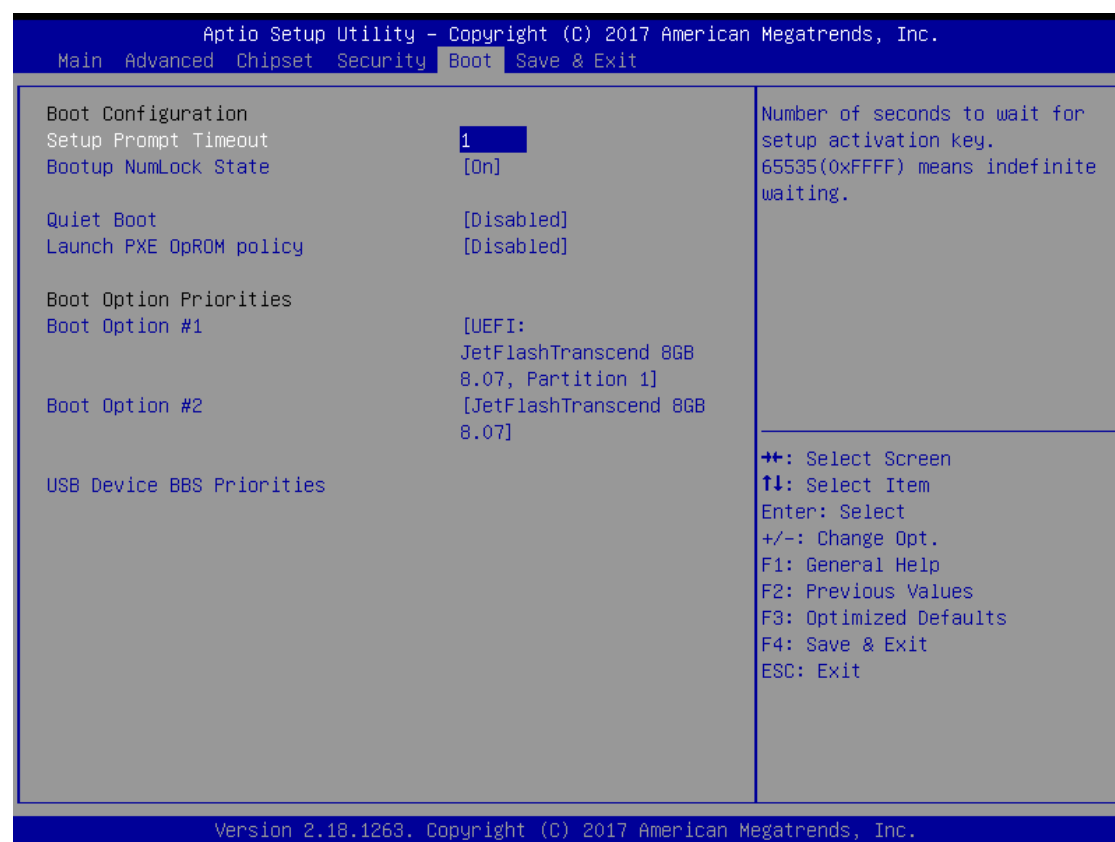 Aptio Setup Utility – Copyright (C) 2017 American Megatrends, Inc.
Main Advanced Chipset Security Boot Save & Exit
Boot Configuration
Setup Prompt Timeout 1
Bootup NumLock State [On]
Quiet Boot [Disabled]
Launch PXE OpROM policy [Disabled]
Boot Option Priorities
Boot Option #1 [UEFI:
JetFlashTranscend 8GB
8.07, Partition 1]
Boot Option #2 [JetFlashTranscend 8GB
8.07]
USB Device BBS Priorities
Number of seconds to wait for
setup activation key.
65535(0xFFFF) means indefinite
waiting.
→←: Select Screen
↑↓: Select Item
Enter: Select
+/-: Change Opt.
F1: General Help
F2: Previous Values
F3: Optimized Defaults
F4: Save & Exit
ESC: Exit
Version 2.18.1263. Copyright (C) 2017 American Megatrends, Inc.